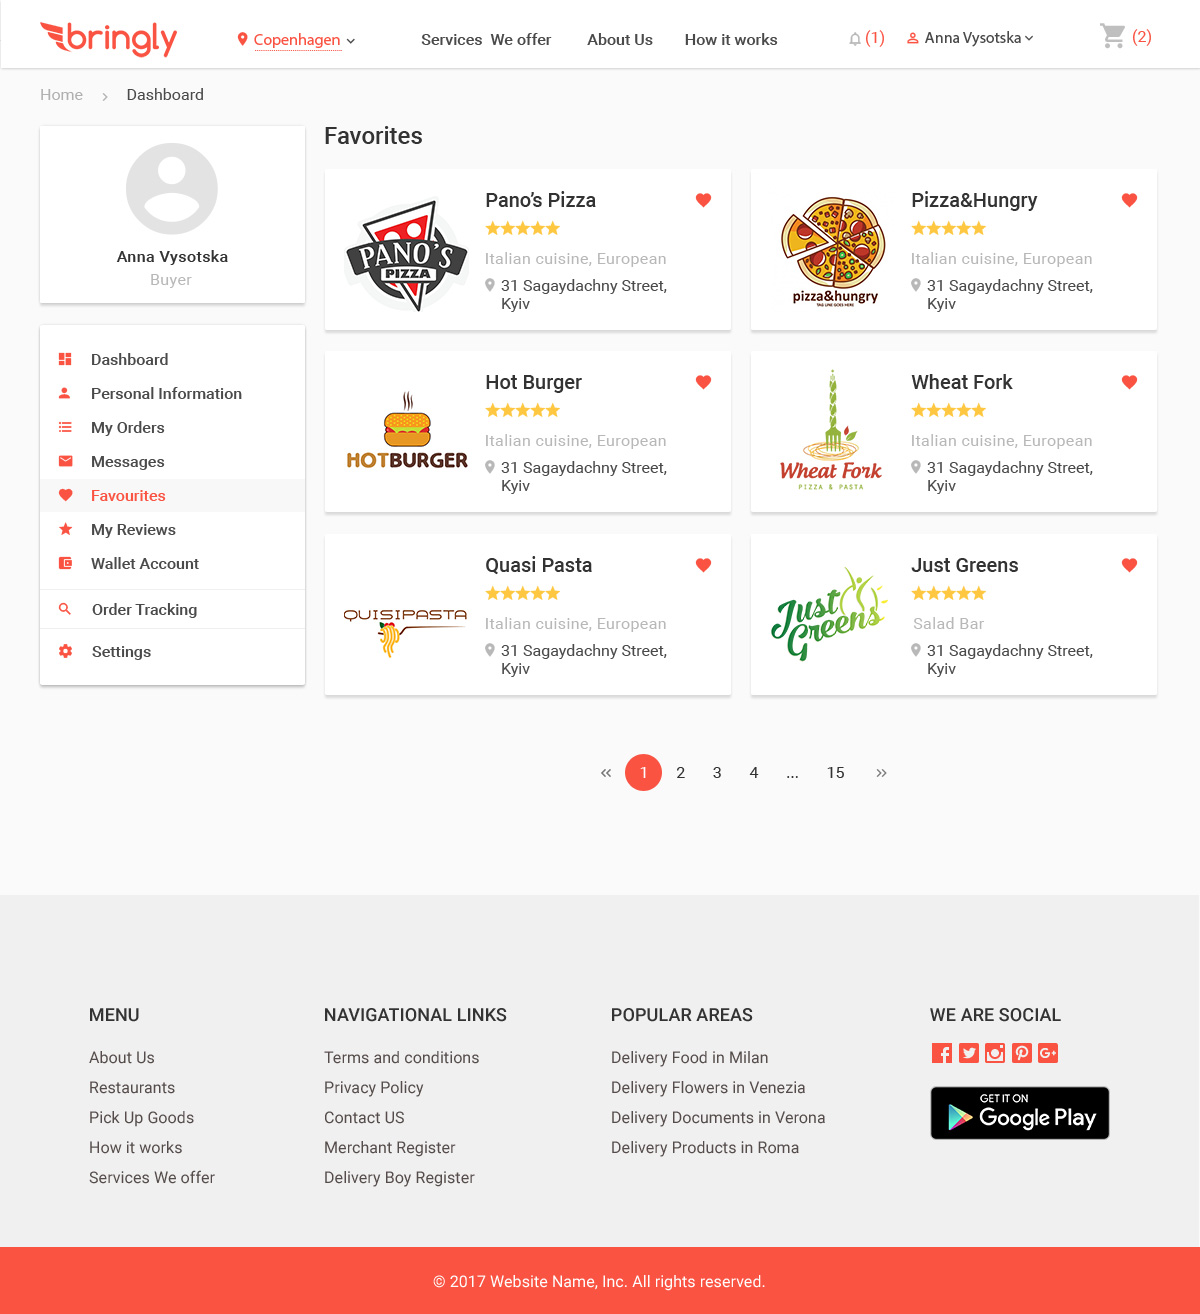 bringly
Copenhagen
Services We offer
About Us
How it works
(1)
Anna Vysotska
(2)
Home
Dashboard
Anna Vysotska
Buyer
Dashboard
Personal Information
My Orders
Messages
Favourites
My Reviews
Wallet Account
Order Tracking
Settings
Favorites
PANO'S
PIZZA
Pano's Pizza
Italian cuisine, European
31 Sagaydachny Street,
Kyiv
pizza&hungry
TAG LINE GOES HERE
Pizza&Hungry
Italian cuisine, European
31 Sagaydachny Street,
Kyiv
HOTBURGER
Hot Burger
Italian cuisine, European
31 Sagaydachny Street,
Kyiv
Wheat Fork
PIZZA & PASTA
Wheat Fork
Italian cuisine, European
31 Sagaydachny Street,
Kyiv
QUISIPASTA
Quasi Pasta
Italian cuisine, European
31 Sagaydachny Street,
Kyiv
Just
Greens
Just Greens
Salad Bar
31 Sagaydachny Street,
Kyiv
« 1 2 3 4 ... 15 »
MENU
About Us
Restaurants
Pick Up Goods
How it works
Services We offer
NAVIGATIONAL LINKS
Terms and conditions
Privacy Policy
Contact US
Merchant Register
Delivery Boy Register
POPULAR AREAS
Delivery Food in Milan
Delivery Flowers in Venezia
Delivery Documents in Verona
Delivery Products in Roma
WE ARE SOCIAL
G+
GET IT ON
Google Play
© 2017 Website Name, Inc. All rights reserved.